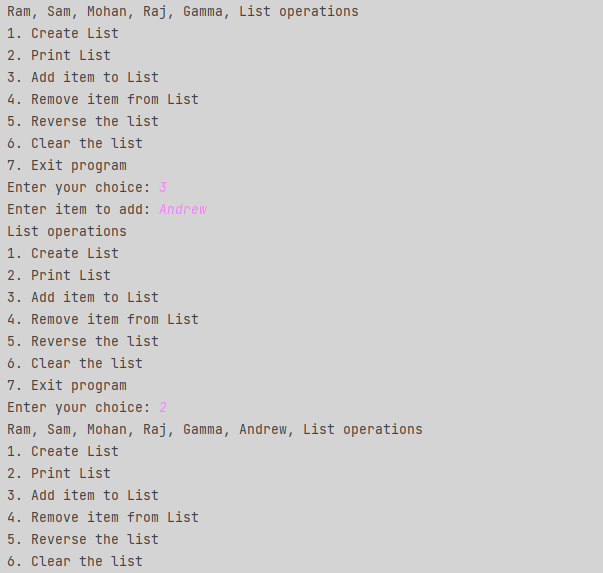 Ram, Sam, Mohan, Raj, Gamma, List operations
1. Create List
2. Print List
3. Add item to List
4. Remove item from List
5. Reverse the list
6. Clear the list
7. Exit program
Enter your choice: 3
Enter item to add: Andrew
List operations
1. Create List
2. Print List
3. Add item to List
4. Remove item from List
5. Reverse the list
6. Clear the list
7. Exit program
Enter your choice: 2
Ram, Sam, Mohan, Raj, Gamma, Andrew, List operations
1. Create List
2. Print List
3. Add item to List
4. Remove item from List
5. Reverse the list
6. Clear the list